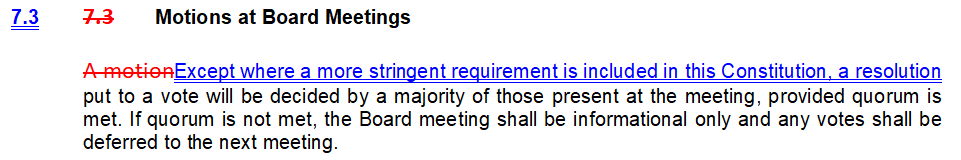 7.3 7.3 Motions at Board Meetings
A motionExcept where a more stringent requirement is included in this Constitution, a resolution
put to a vote will be decided by a majority of those present at the meeting, provided quorum is
met. If quorum is not met, the Board meeting shall be informational only and any votes shall be
deferred to the next meeting.